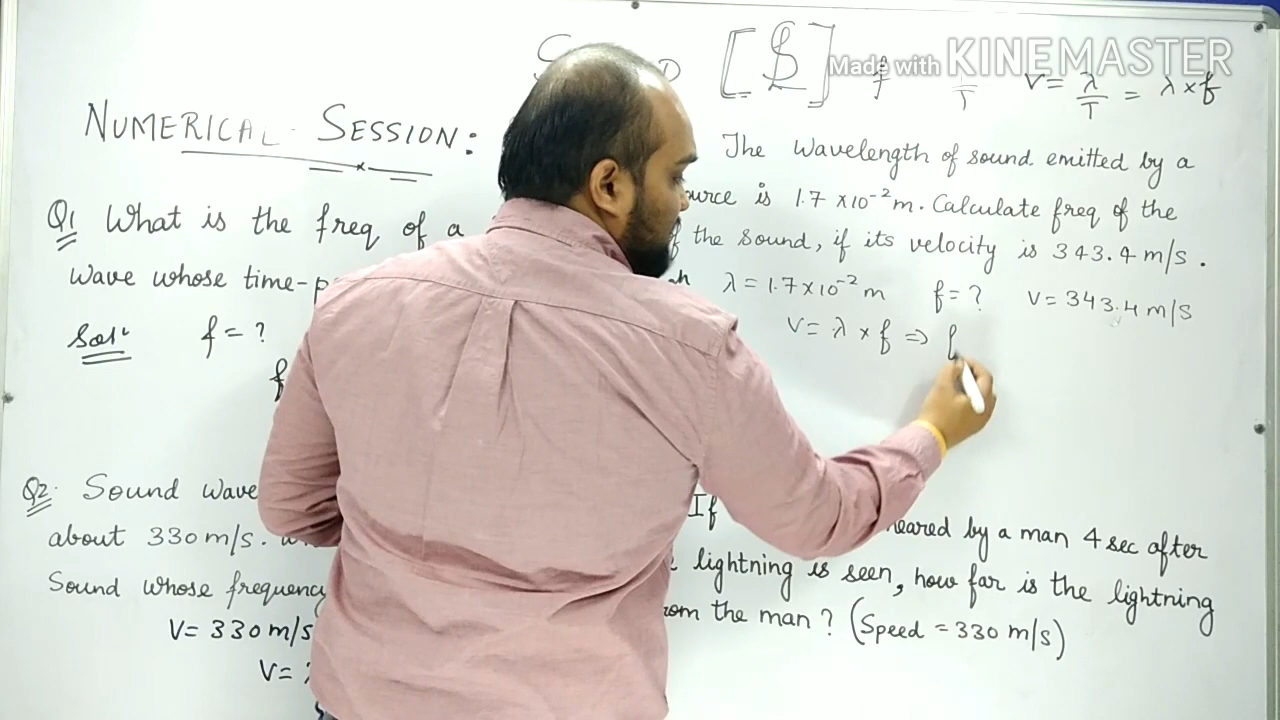 [$] f
T
V = λ/T = λ × f
Made with KINEMASTER
NUMERICAL SESSION:
Q1 What is the freq of a
wave whose time-
Sol. f = ?
f
Q2. Sound wave
about 330 m/s.
Sound whose frequency
V = 330 m/s
V =
The wavelength of sound emitted by a
is 1.7 × 10⁻² m. Calculate freq of the
the sound, if its velocity is 343.4 m/s.
λ = 1.7 × 10⁻² m f = ? V = 343.4 m/s
V = λ × f ⇒ f
If heared by a man 4 sec after
lightning is seen, how far is the lightning
from the man? (Speed = 330 m/s)